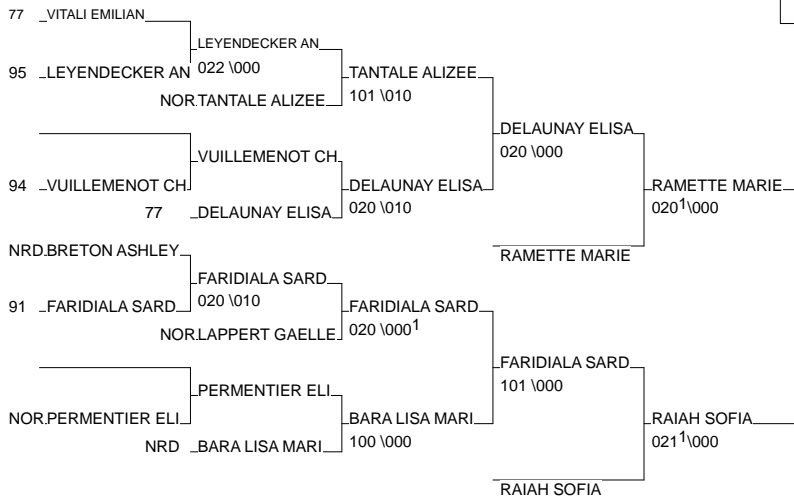 77 VITALI EMILIAN
LEYENDECKER AN
95 LEYENDECKER AN 022 \000 TANTALE ALIZEE
NOR TANTALE ALIZEE 101 \010
DELAUNAY ELISA
020 \000
VUILLEMENOT CH
94 VUILLEMENOT CH DELAUNAY ELISA RAMETTE MARIE
77 DELAUNAY ELISA 020 \010 020¹\000
NRD BRETON ASHLEY RAMETTE MARIE
FARIDIALA SARD
91 FARIDIALA SARD 020 \010 FARIDIALA SARD
NOR LAPPERT GAELLE 020 \000¹
FARIDIALA SARD
101 \000
PERMENTIER ELI
NOR PERMENTIER ELI BARA LISA MARI RAIAH SOFIA
NRD BARA LISA MARI 100 \000 021¹\000
RAIAH SOFIA